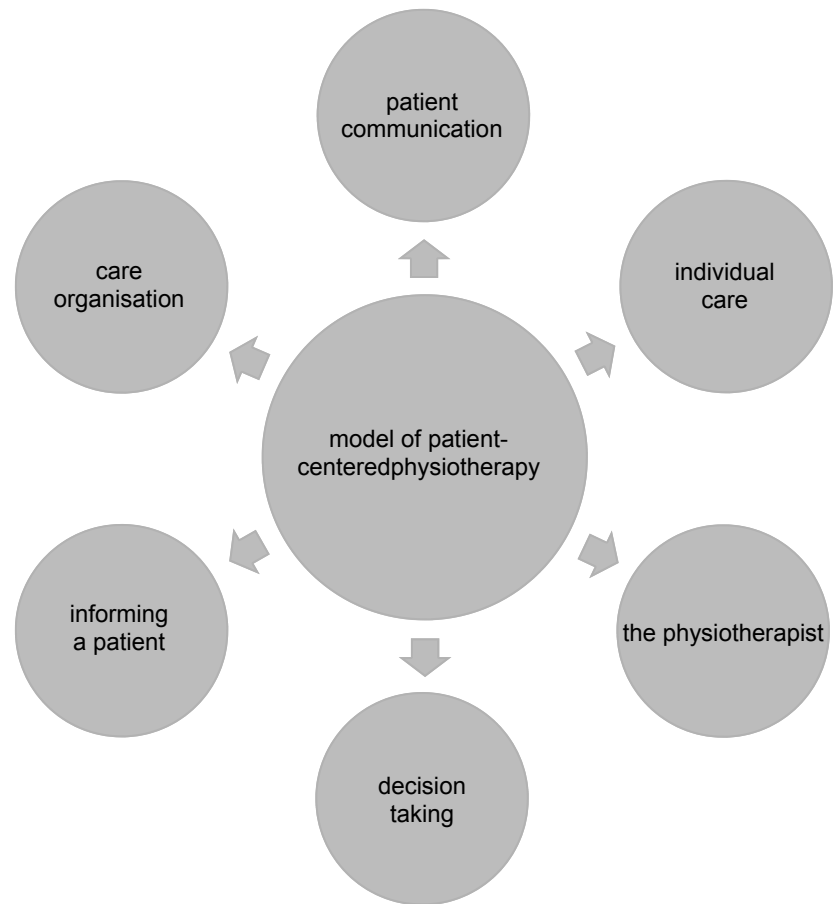 patient
communication
care
organisation
individual
care
model of patient-
centeredphysiotherapy
informing
a patient
the physiotherapist
decision
taking